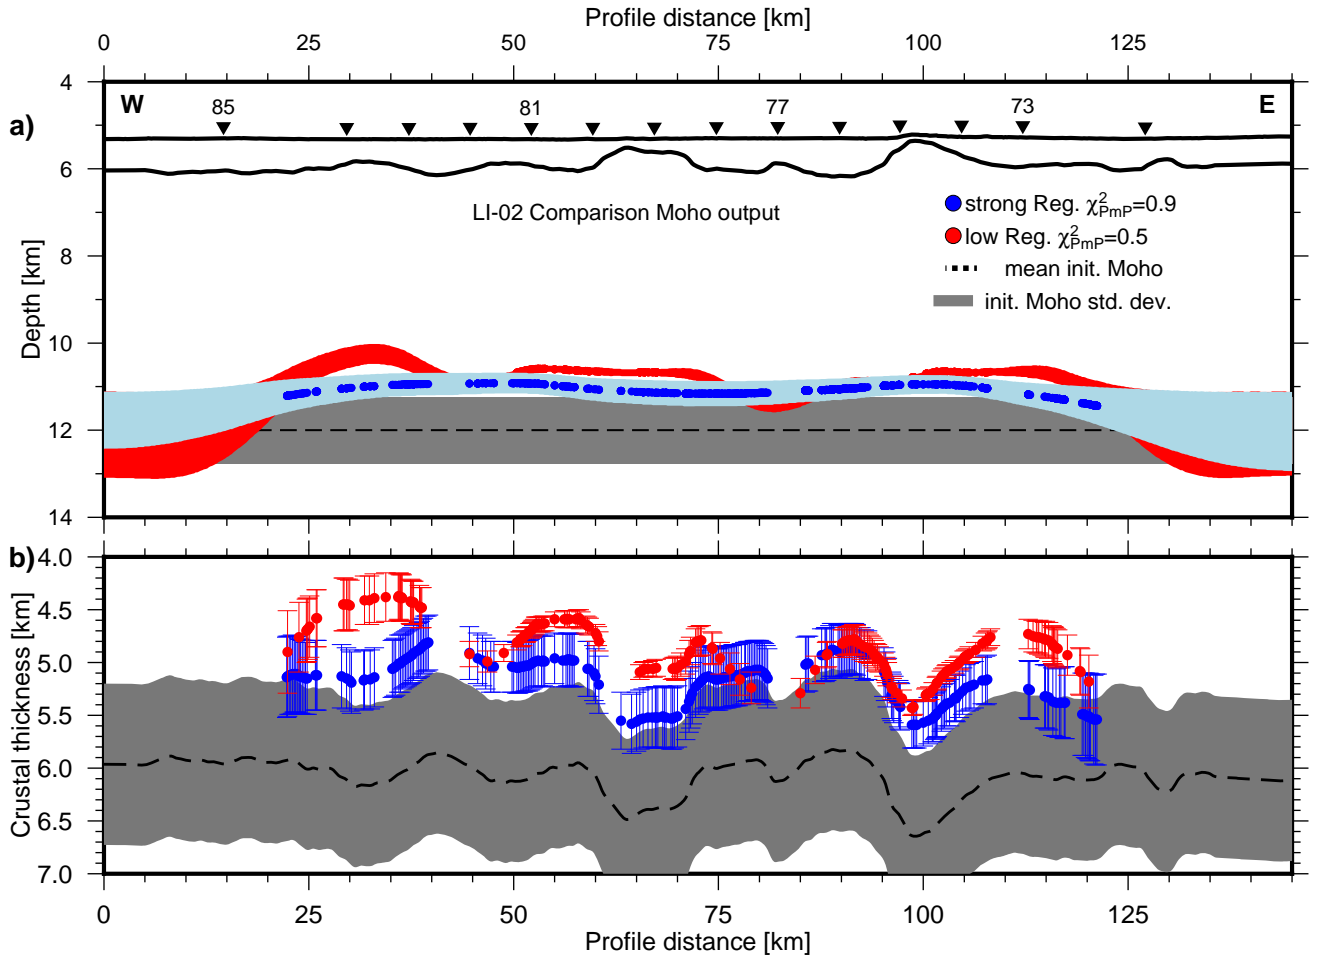 Profile distance [km]
0 25 50 75 100 125
a)
W
E
85 81 77 73
4
6
8
10
12
14
Depth [km]
LI-02 Comparison Moho output
strong Reg. χ²PmP=0.9
low Reg. χ²PmP=0.5
mean init. Moho
init. Moho std. dev.
b)
4.0
4.5
5.0
5.5
6.0
6.5
7.0
Crustal thickness [km]
0 25 50 75 100 125
Profile distance [km]